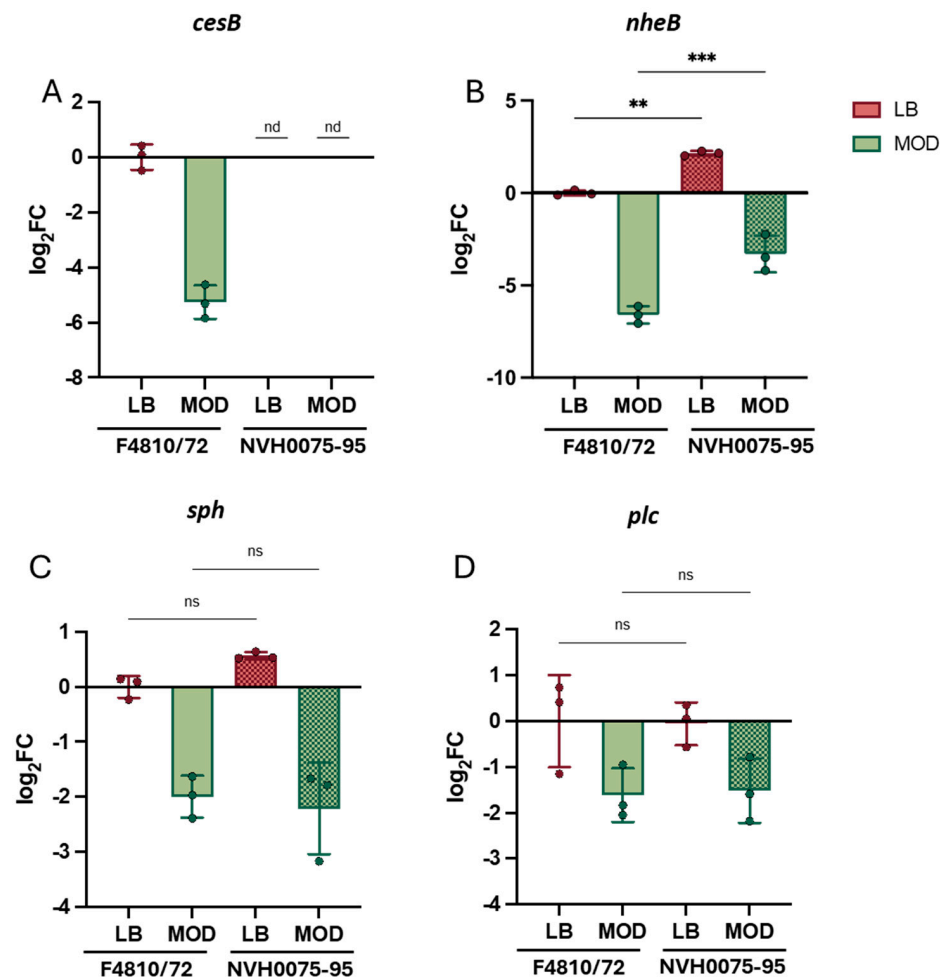 cesB
nheB
A
B
LB
MOD
2
0
-2
-4
-6
-8
log₂FC
nd
nd
LB
MOD
LB
MOD
F4810/72
NVH0075-95
5
0
-5
-10
log₂FC
**
***
LB
MOD
LB
MOD
F4810/72
NVH0075-95
sph
plc
C
D
1
0
-1
-2
-3
-4
log₂FC
ns
ns
LB
MOD
LB
MOD
F4810/72
NVH0075-95
2
1
0
-1
-2
-3
-4
log₂FC
ns
ns
LB
MOD
LB
MOD
F4810/72
NVH0075-95